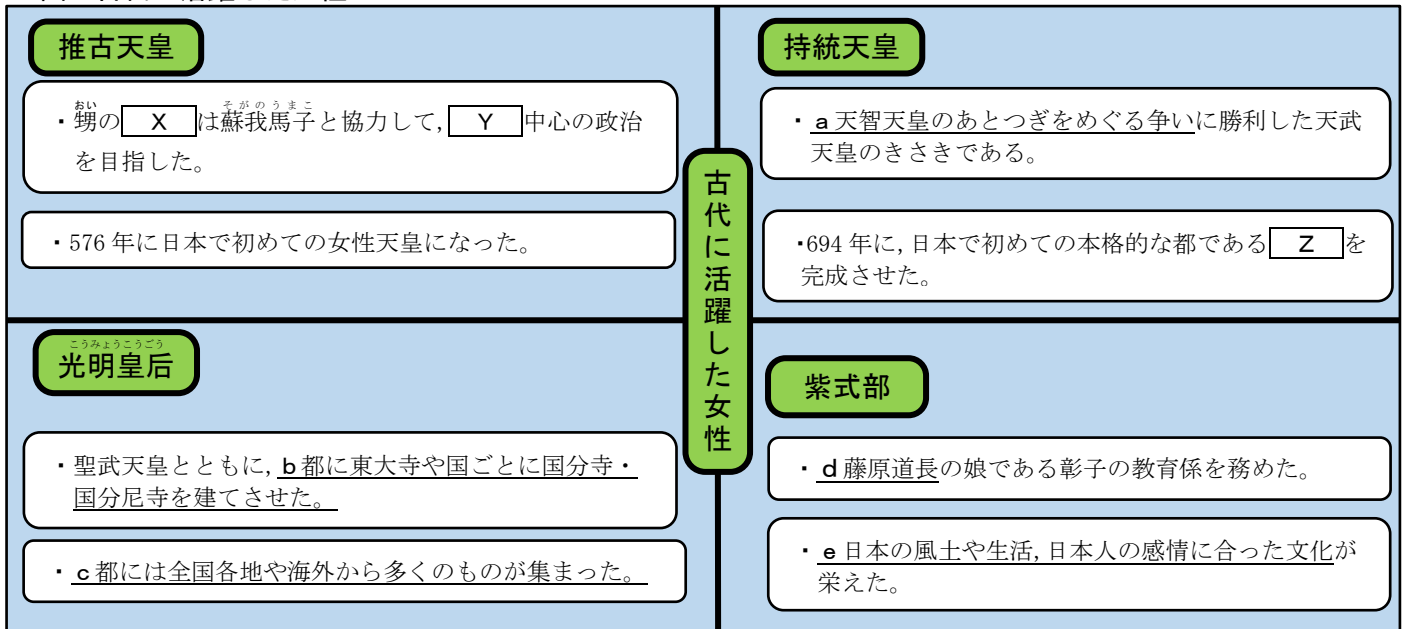 推古天皇
・甥の X は蘇我馬子と協力して, Y 中心の政治
を目指した。
・576 年に日本で初めての女性天皇になった。
持統天皇
・a天智天皇のあとつぎをめぐる争いに勝利した天武
天皇のきさきである。
・694 年に,日本で初めての本格的な都である Z を
完成させた。
古代に活躍した女性
光明皇后
・聖武天皇とともに,b都に東大寺や国ごとに国分寺・
国分尼寺を建てさせた。
・c都には全国各地や海外から多くのものが集まった。
紫式部
・d藤原道長の娘である彰子の教育係を務めた。
・e日本の風土や生活,日本人の感情に合った文化が
栄えた。